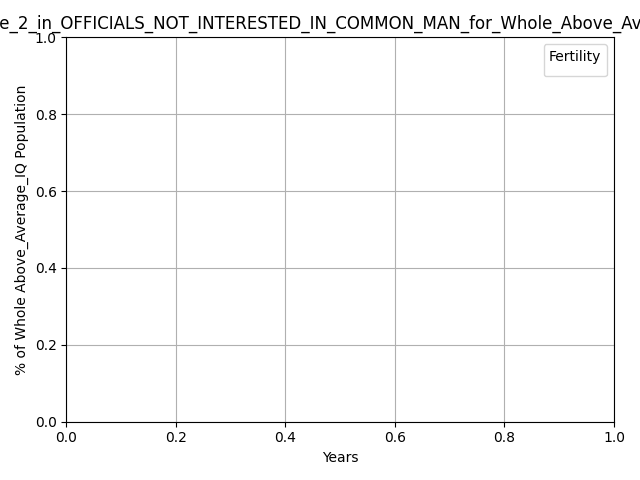 e_2_in_OFFICIALS_NOT_INTERESTED_IN_COMMON_MAN_for_Whole_Above_Av
Fertility
% of Whole Above_Average_IQ Population
1.0
0.8
0.6
0.4
0.2
0.0
0.0 0.2 0.4 0.6 0.8 1.0
Years